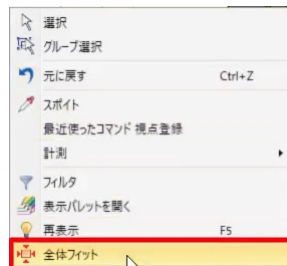 選択
グループ選択
元に戻す Ctrl+Z
スポイト
最近使ったコマンド 視点登録
計測
フィルタ
表示パレットを開く
再表示 F5
全体フィット